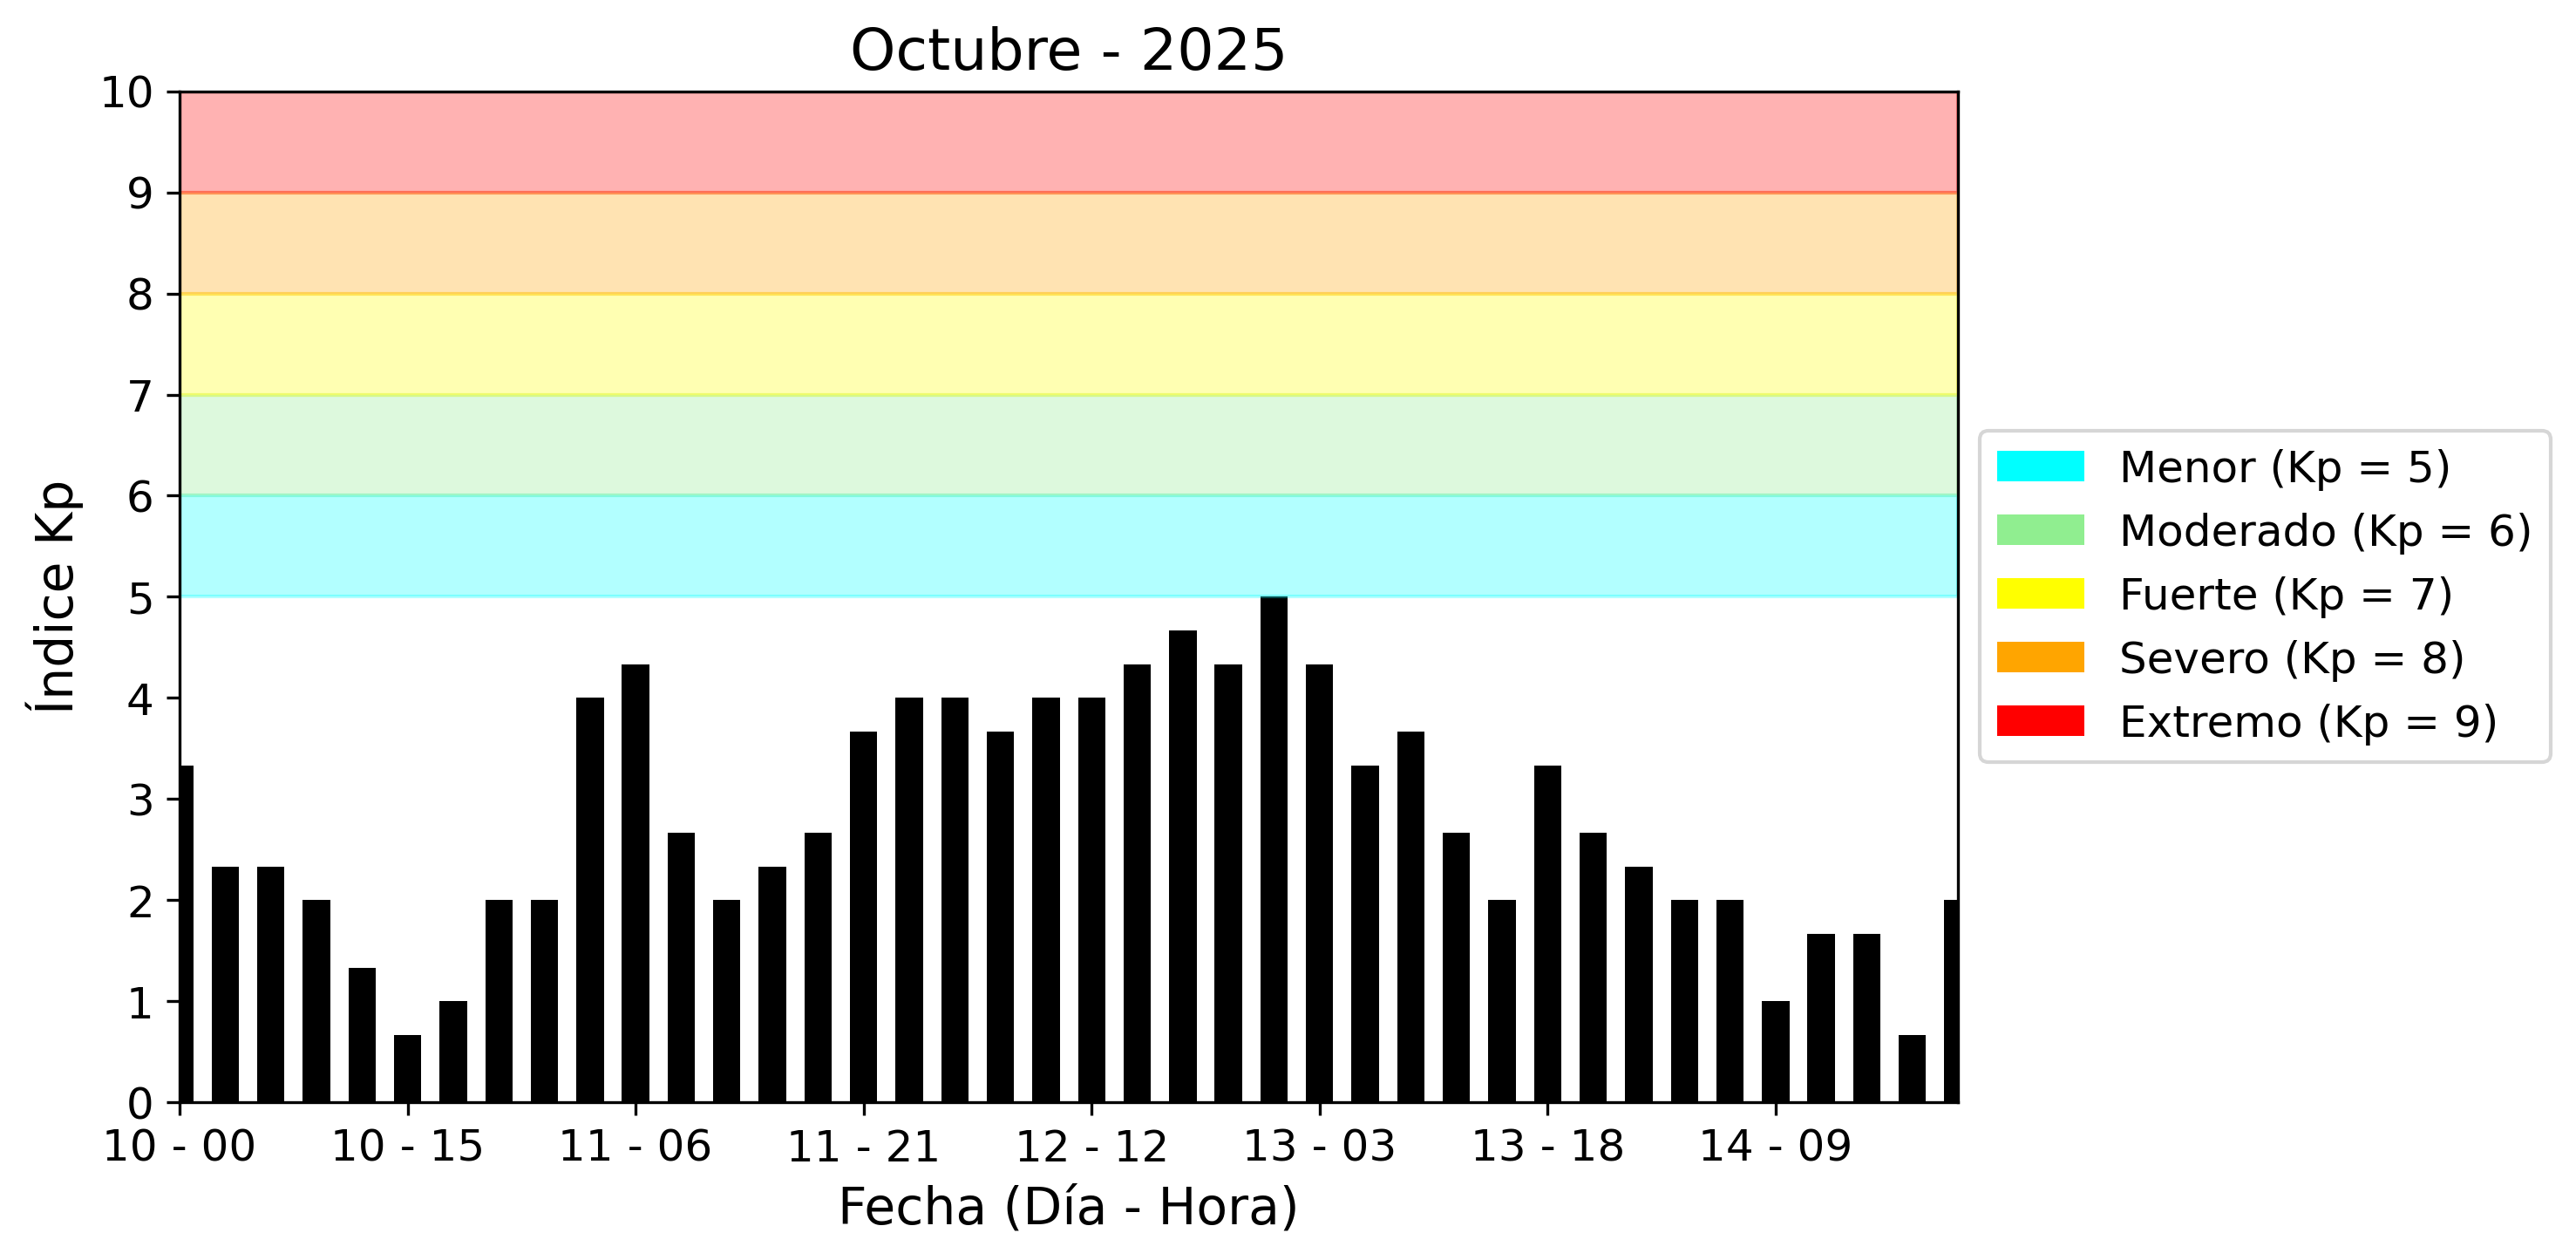 Octubre - 2025
10
9
8
7
6
5
4
3
2
1
0
Índice Kp
10 - 00
10 - 15
11 - 06
11 - 21
12 - 12
13 - 03
13 - 18
14 - 09
Fecha (Día - Hora)
Menor (Kp = 5)
Moderado (Kp = 6)
Fuerte (Kp = 7)
Severo (Kp = 8)
Extremo (Kp = 9)